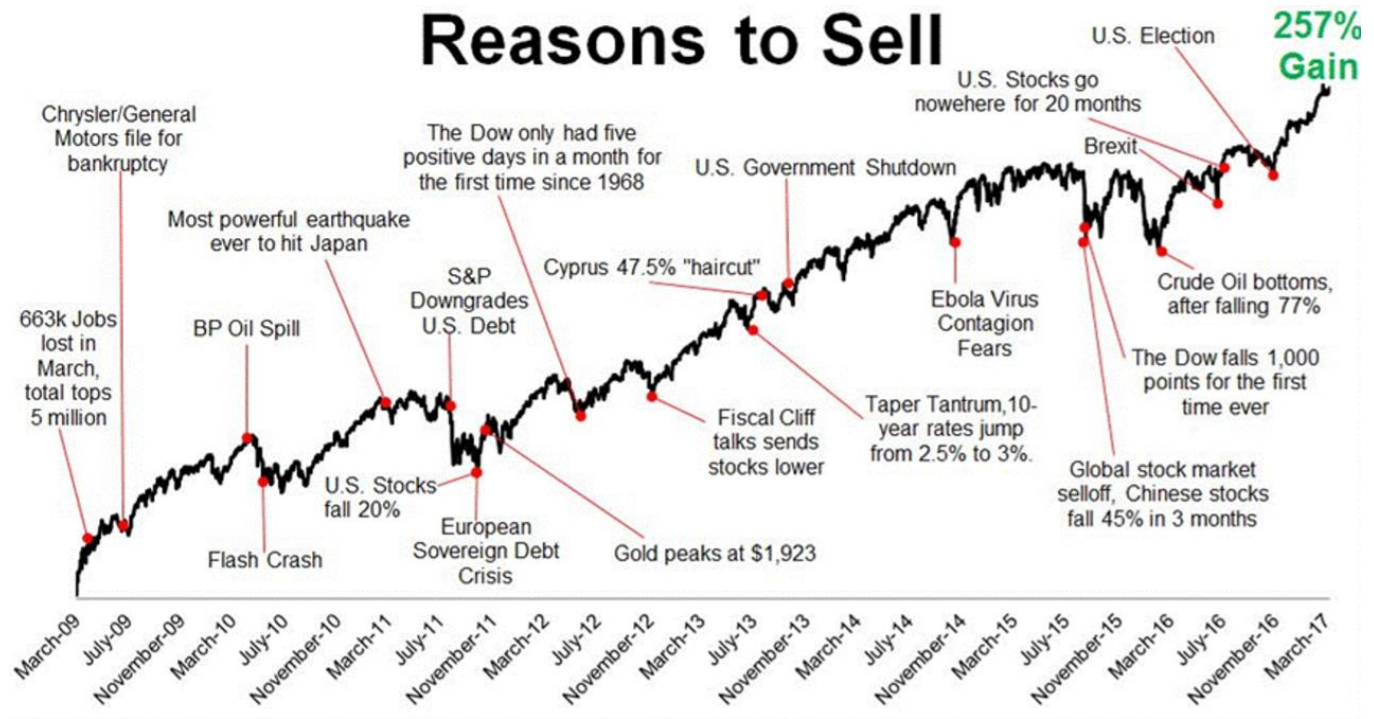 Reasons to Sell
257%
Gain
U.S. Election
U.S. Stocks go
nowehere for 20 months
Brexit
Chrysler/General
Motors file for
bankruptcy
The Dow only had five
positive days in a month for
the first time since 1968
U.S. Government Shutdown
Most powerful earthquake
ever to hit Japan
Cyprus 47.5% "haircut"
S&P
Downgrades
U.S. Debt
663k Jobs
lost in
March,
total tops
5 million
BP Oil Spill
Ebola Virus
Contagion
Fears
Crude Oil bottoms,
after falling 77%
The Dow falls 1,000
points for the first
time ever
Fiscal Cliff
talks sends
stocks lower
Taper Tantrum,10-
year rates jump
from 2.5% to 3%.
Global stock market
selloff, Chinese stocks
fall 45% in 3 months
U.S. Stocks
fall 20%
European
Sovereign Debt
Crisis
Gold peaks at $1,923
Flash Crash
March-09
July-09
November-09
March-10
July-10
November-10
March-11
July-11
November-11
March-12
July-12
November-12
March-13
July-13
November-13
March-14
July-14
November-14
March-15
July-15
November-15
March-16
July-16
November-16
March-17